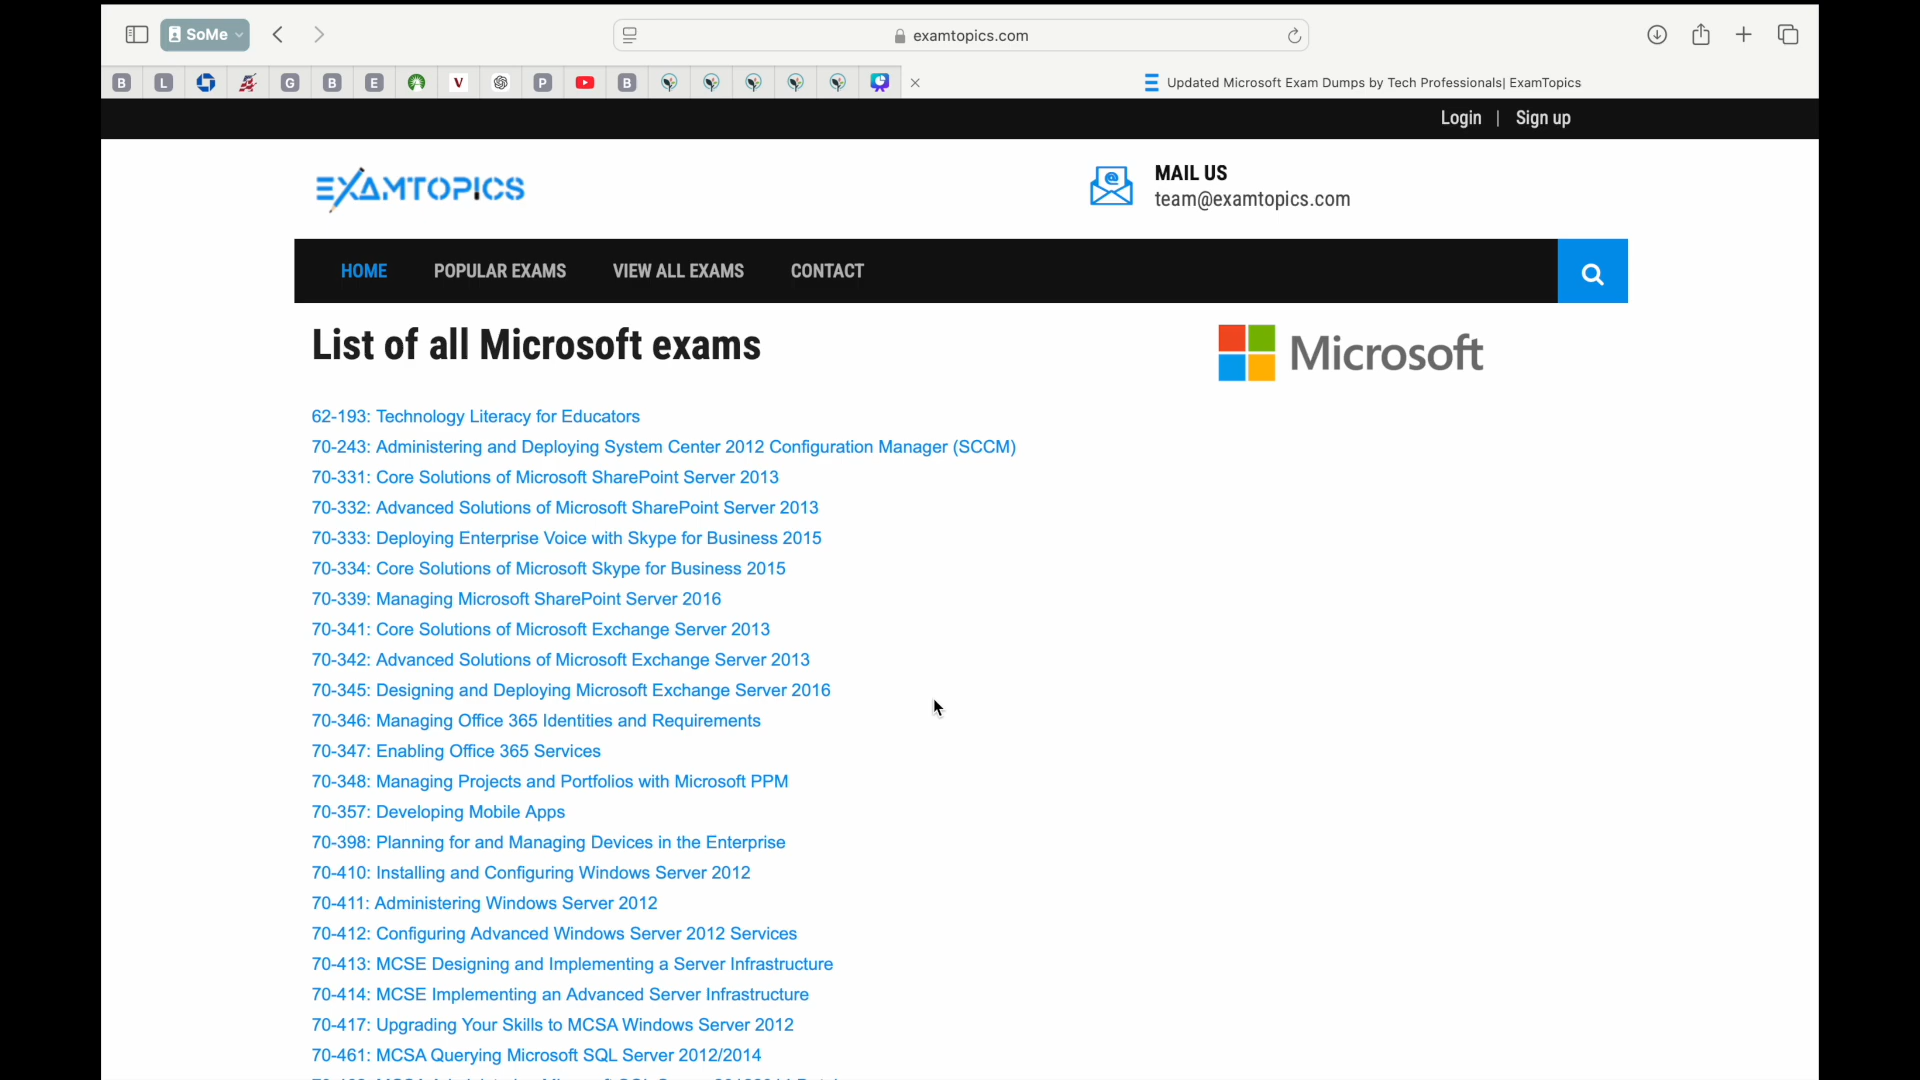 SoMe
examtopics.com
B
L
G
B
E
V
P
B
Updated Microsoft Exam Dumps by Tech Professionals| ExamTopics
Login | Sign up
EXAMTOPICS
MAIL US
team@examtopics.com
HOME
POPULAR EXAMS
VIEW ALL EXAMS
CONTACT
List of all Microsoft exams
Microsoft
62-193: Technology Literacy for Educators
70-243: Administering and Deploying System Center 2012 Configuration Manager (SCCM)
70-331: Core Solutions of Microsoft SharePoint Server 2013
70-332: Advanced Solutions of Microsoft SharePoint Server 2013
70-333: Deploying Enterprise Voice with Skype for Business 2015
70-334: Core Solutions of Microsoft Skype for Business 2015
70-339: Managing Microsoft SharePoint Server 2016
70-341: Core Solutions of Microsoft Exchange Server 2013
70-342: Advanced Solutions of Microsoft Exchange Server 2013
70-345: Designing and Deploying Microsoft Exchange Server 2016
70-346: Managing Office 365 Identities and Requirements
70-347: Enabling Office 365 Services
70-348: Managing Projects and Portfolios with Microsoft PPM
70-357: Developing Mobile Apps
70-398: Planning for and Managing Devices in the Enterprise
70-410: Installing and Configuring Windows Server 2012
70-411: Administering Windows Server 2012
70-412: Configuring Advanced Windows Server 2012 Services
70-413: MCSE Designing and Implementing a Server Infrastructure
70-414: MCSE Implementing an Advanced Server Infrastructure
70-417: Upgrading Your Skills to MCSA Windows Server 2012
70-461: MCSA Querying Microsoft SQL Server 2012/2014